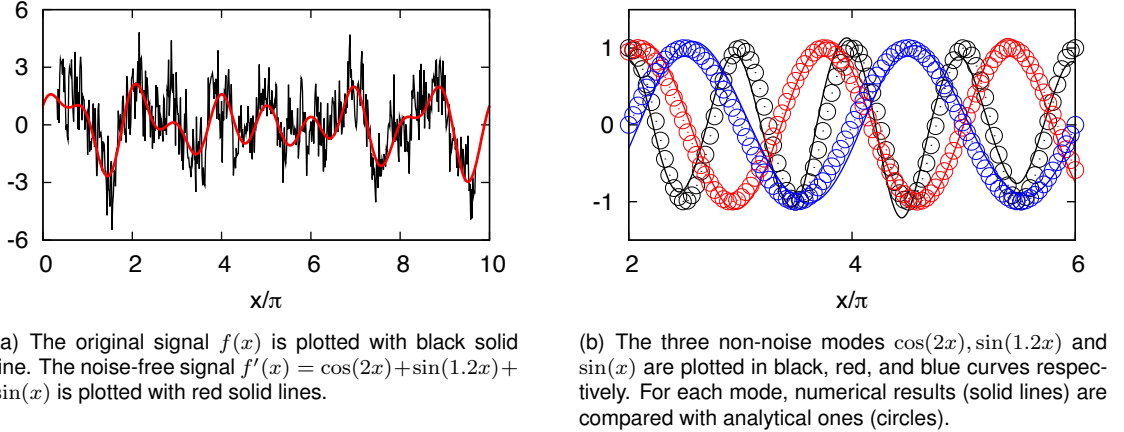 6
3
0
-3
-6
0 2 4 6 8 10
x/π
1
0
-1
2 4 6
x/π
a) The original signal f(x) is plotted with black solid
ine. The noise-free signal f′(x) = cos(2x)+sin(1.2x)+
sin(x) is plotted with red solid lines.
(b) The three non-noise modes cos(2x), sin(1.2x) and
sin(x) are plotted in black, red, and blue curves respec-
tively. For each mode, numerical results (solid lines) are
compared with analytical ones (circles).